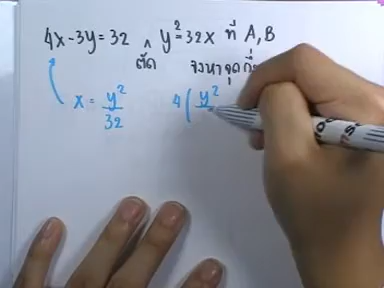 4x-3y=32 ตัด y²=32x ที่ A,B
จงหาจุดกึ่
x = y²/32
4(y²